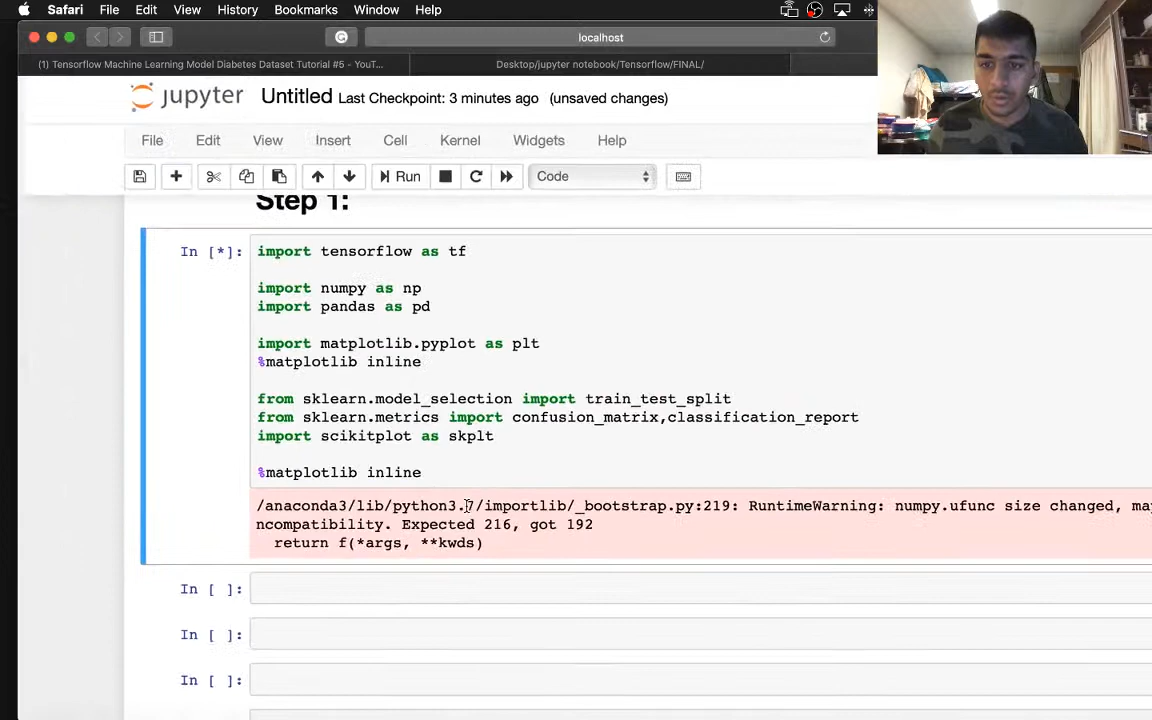 Safari File Edit View History Bookmarks Window Help
localhost
(1) Tensorflow Machine Learning Model Diabetes Dataset Tutorial #5 - YouT...
Desktop/jupyter notebook/Tensorflow/FINAL/
jupyter Untitled Last Checkpoint: 3 minutes ago (unsaved changes)
File Edit View Insert Cell Kernel Widgets Help
Run Code
Step 1:
In [*]: import tensorflow as tf
import numpy as np
import pandas as pd
import matplotlib.pyplot as plt
%matplotlib inline
from sklearn.model_selection import train_test_split
from sklearn.metrics import confusion_matrix,classification_report
import scikitplot as skplt
%matplotlib inline
/anaconda3/lib/python3.7/importlib/_bootstrap.py:219: RuntimeWarning: numpy.ufunc size changed, ma
ncompatibility. Expected 216, got 192
return f(*args, **kwds)
In [ ]:
In [ ]:
In [ ]: